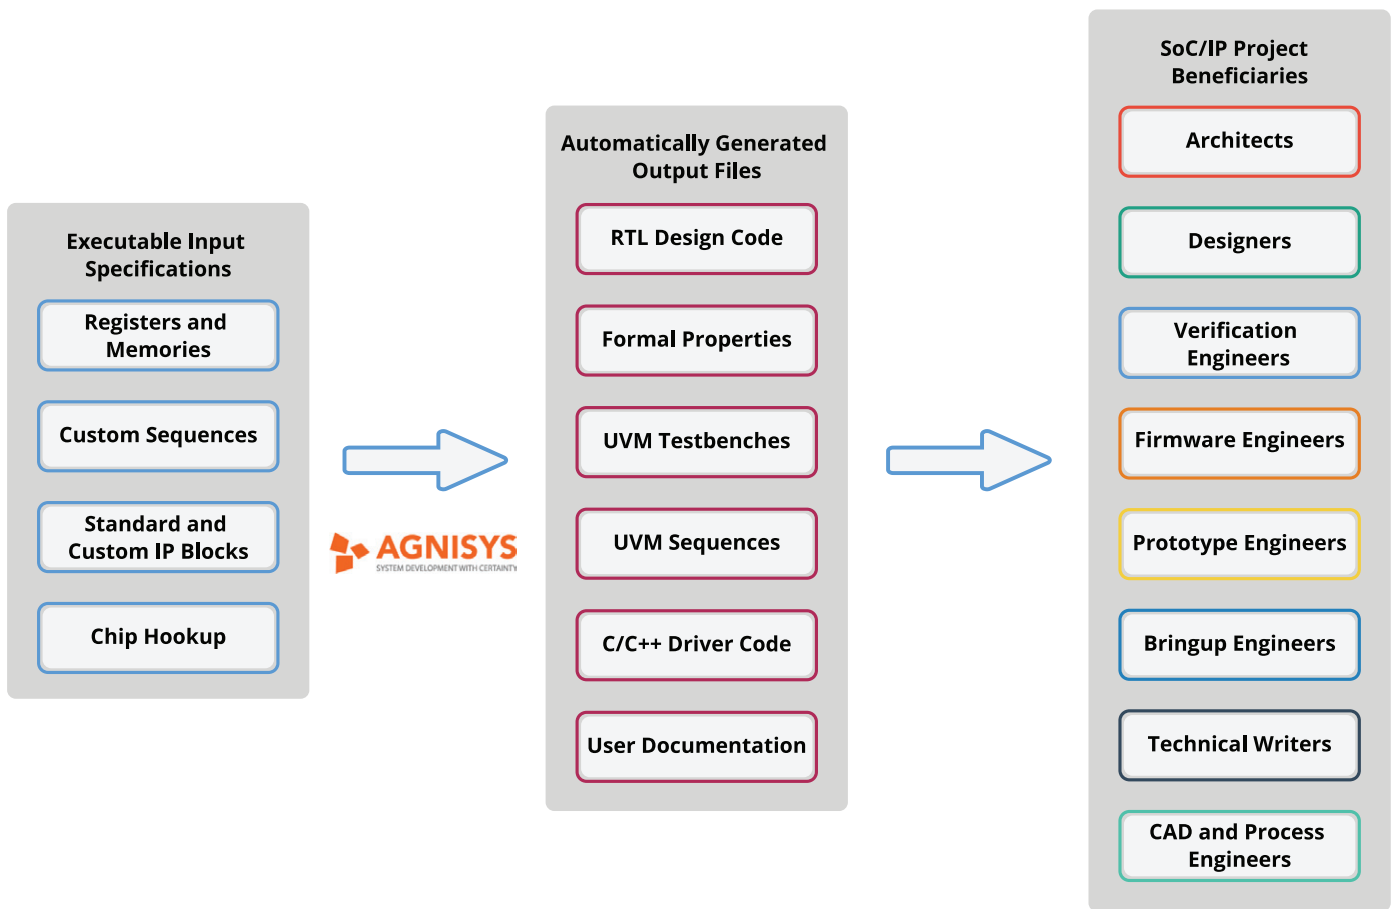 Executable Input
Specifications
Registers and
Memories
Custom Sequences
Standard and
Custom IP Blocks
Chip Hookup
AGNISYS
SYSTEM DEVELOPMENT WITH CERTAINTY
Automatically Generated
Output Files
RTL Design Code
Formal Properties
UVM Testbenches
UVM Sequences
C/C++ Driver Code
User Documentation
SoC/IP Project
Beneficiaries
Architects
Designers
Verification
Engineers
Firmware Engineers
Prototype Engineers
Bringup Engineers
Technical Writers
CAD and Process
Engineers